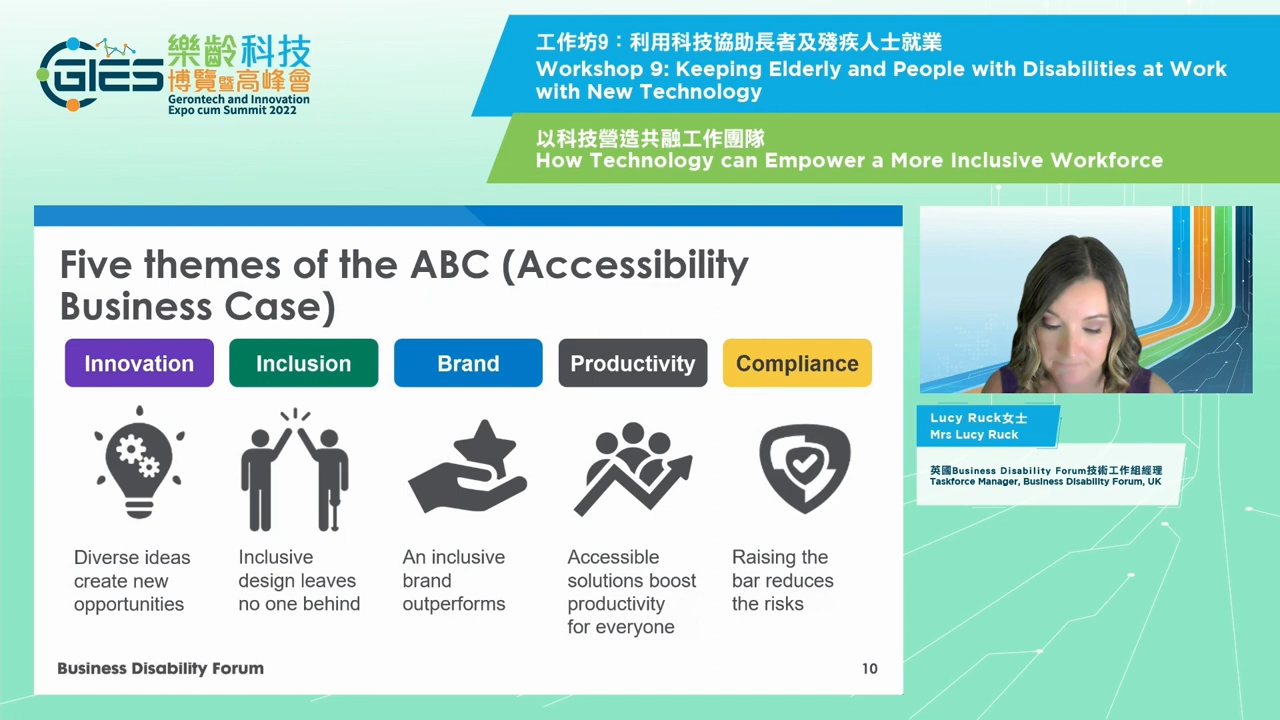 GIES
樂齡科技
博覽暨高峰會
Gerontech and Innovation
Expo cum Summit 2022
工作坊9：利用科技協助長者及殘疾人士就業
Workshop 9: Keeping Elderly and People with Disabilities at Work
with New Technology
以科技營造共融工作團隊
How Technology can Empower a More Inclusive Workforce
Five themes of the ABC (Accessibility
Business Case)
Innovation
Inclusion
Brand
Productivity
Compliance
Diverse ideas
create new
opportunities
Inclusive
design leaves
no one behind
An inclusive
brand
outperforms
Accessible
solutions boost
productivity
for everyone
Raising the
bar reduces
the risks
Business Disability Forum
10
Lucy Ruck女士
Mrs Lucy Ruck
英國Business Disability Forum技術工作組經理
Taskforce Manager, Business Disability Forum, UK